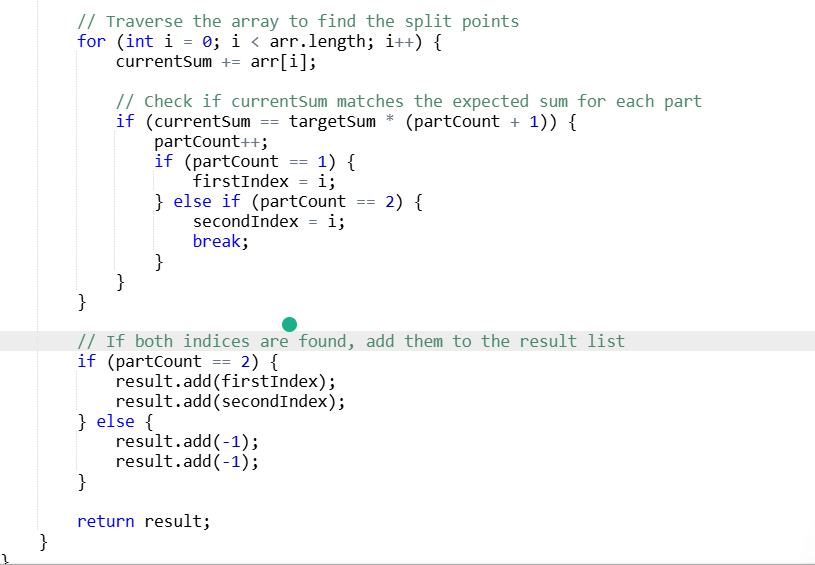 // Traverse the array to find the split points
for (int i = 0; i < arr.length; i++) {
currentSum += arr[i];
// Check if currentSum matches the expected sum for each part
if (currentSum == targetSum * (partCount + 1)) {
partCount++;
if (partCount == 1) {
firstIndex = i;
} else if (partCount == 2) {
secondIndex = i;
break;
}
}
}
// If both indices are found, add them to the result list
if (partCount == 2) {
result.add(firstIndex);
result.add(secondIndex);
} else {
result.add(-1);
result.add(-1);
}
return result;
}
}